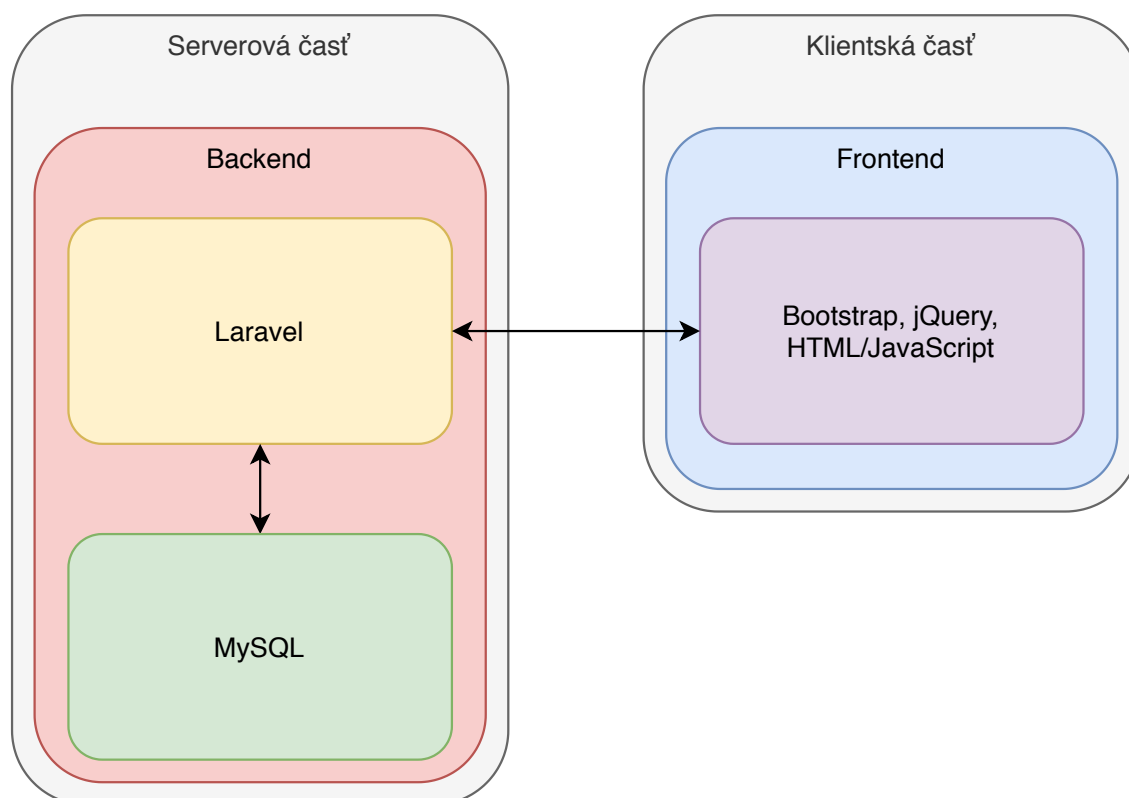 Serverová časť
Klientská časť
Backend
Frontend
Laravel
Bootstrap, jQuery,
HTML/JavaScript
MySQL